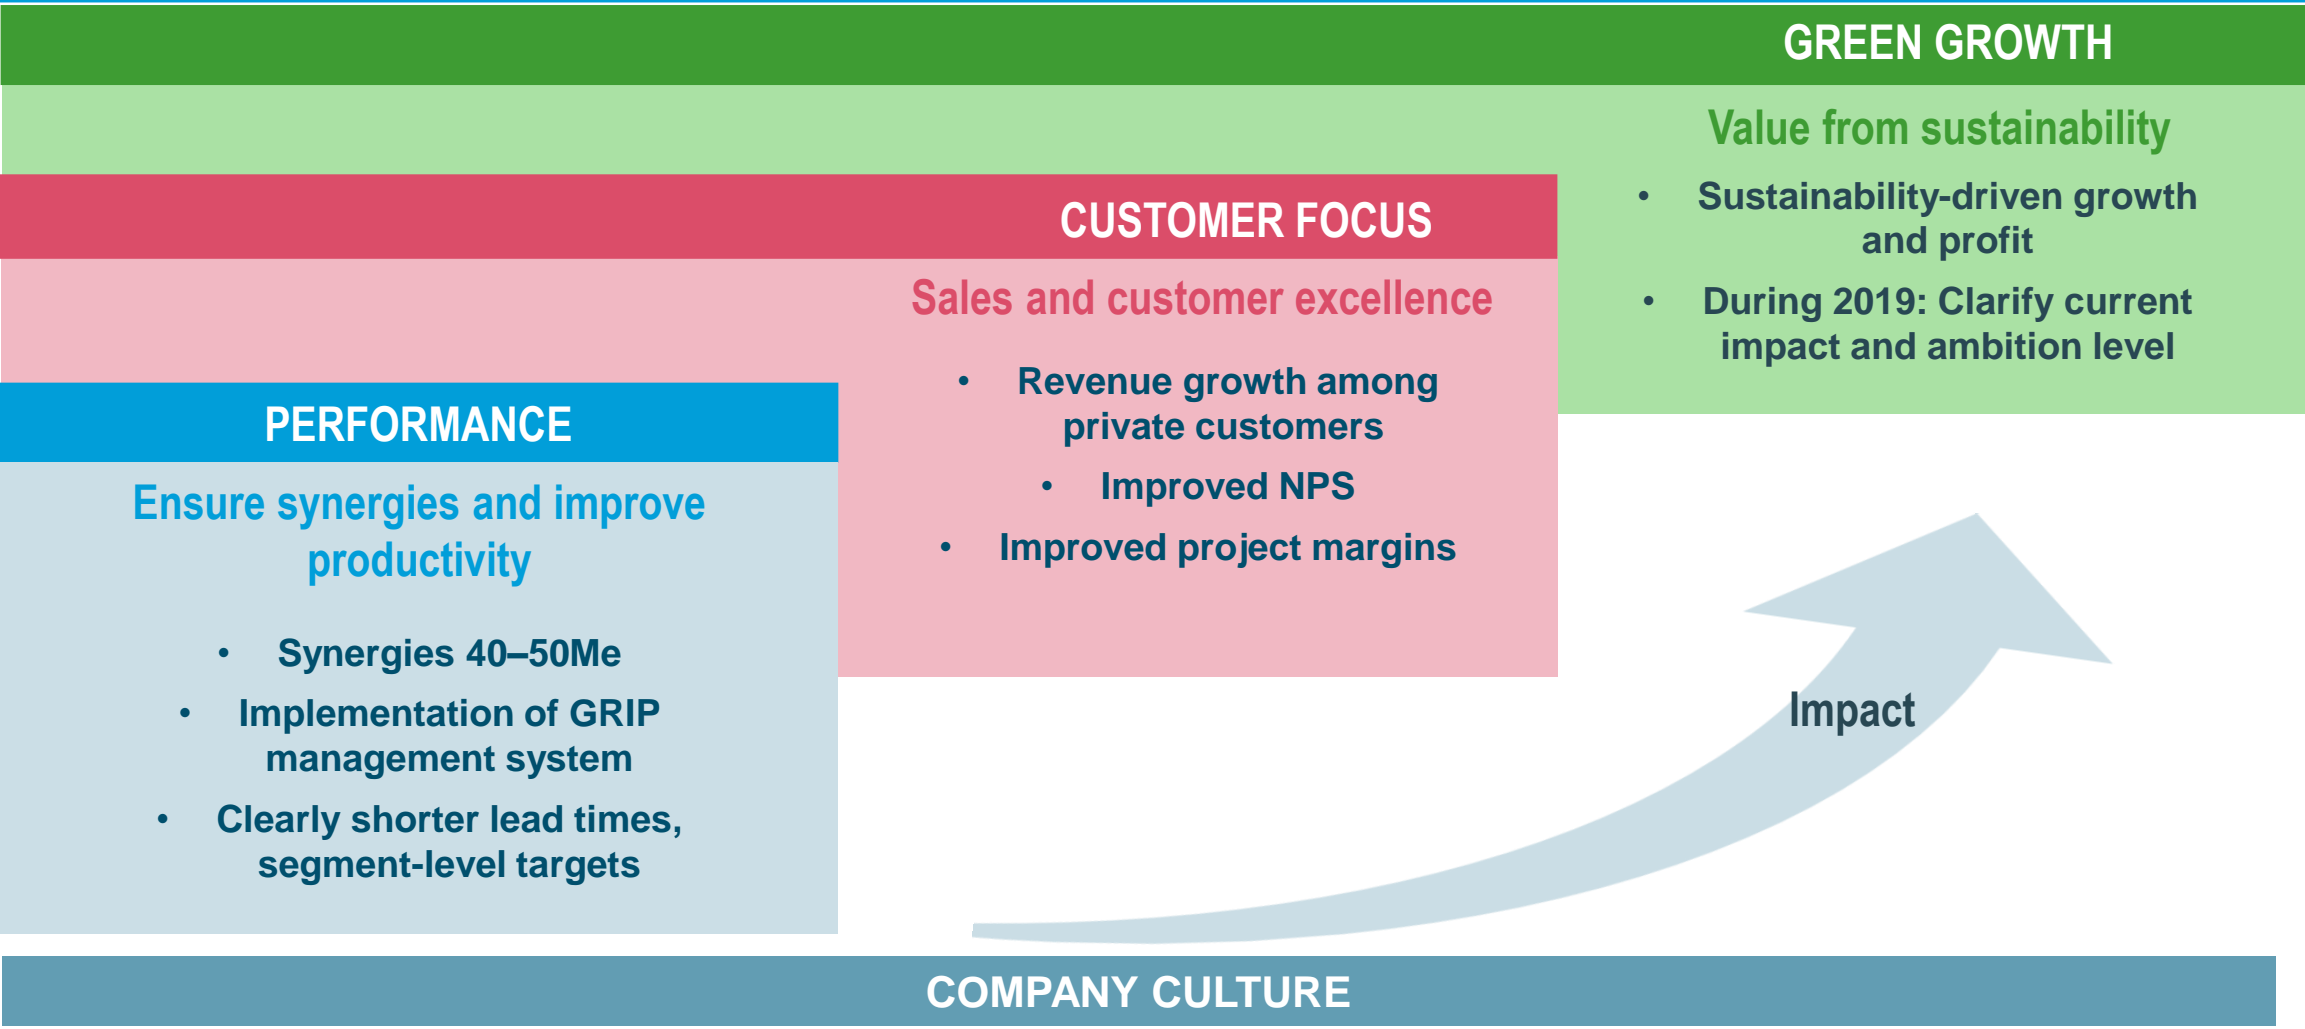 GREEN GROWTH
Value from sustainability
• Sustainability-driven growth
and profit
• During 2019: Clarify current
impact and ambition level
CUSTOMER FOCUS
Sales and customer excellence
• Revenue growth among
private customers
• Improved NPS
• Improved project margins
PERFORMANCE
Ensure synergies and improve
productivity
• Synergies 40–50Me
• Implementation of GRIP
management system
• Clearly shorter lead times,
segment-level targets
Impact
COMPANY CULTURE